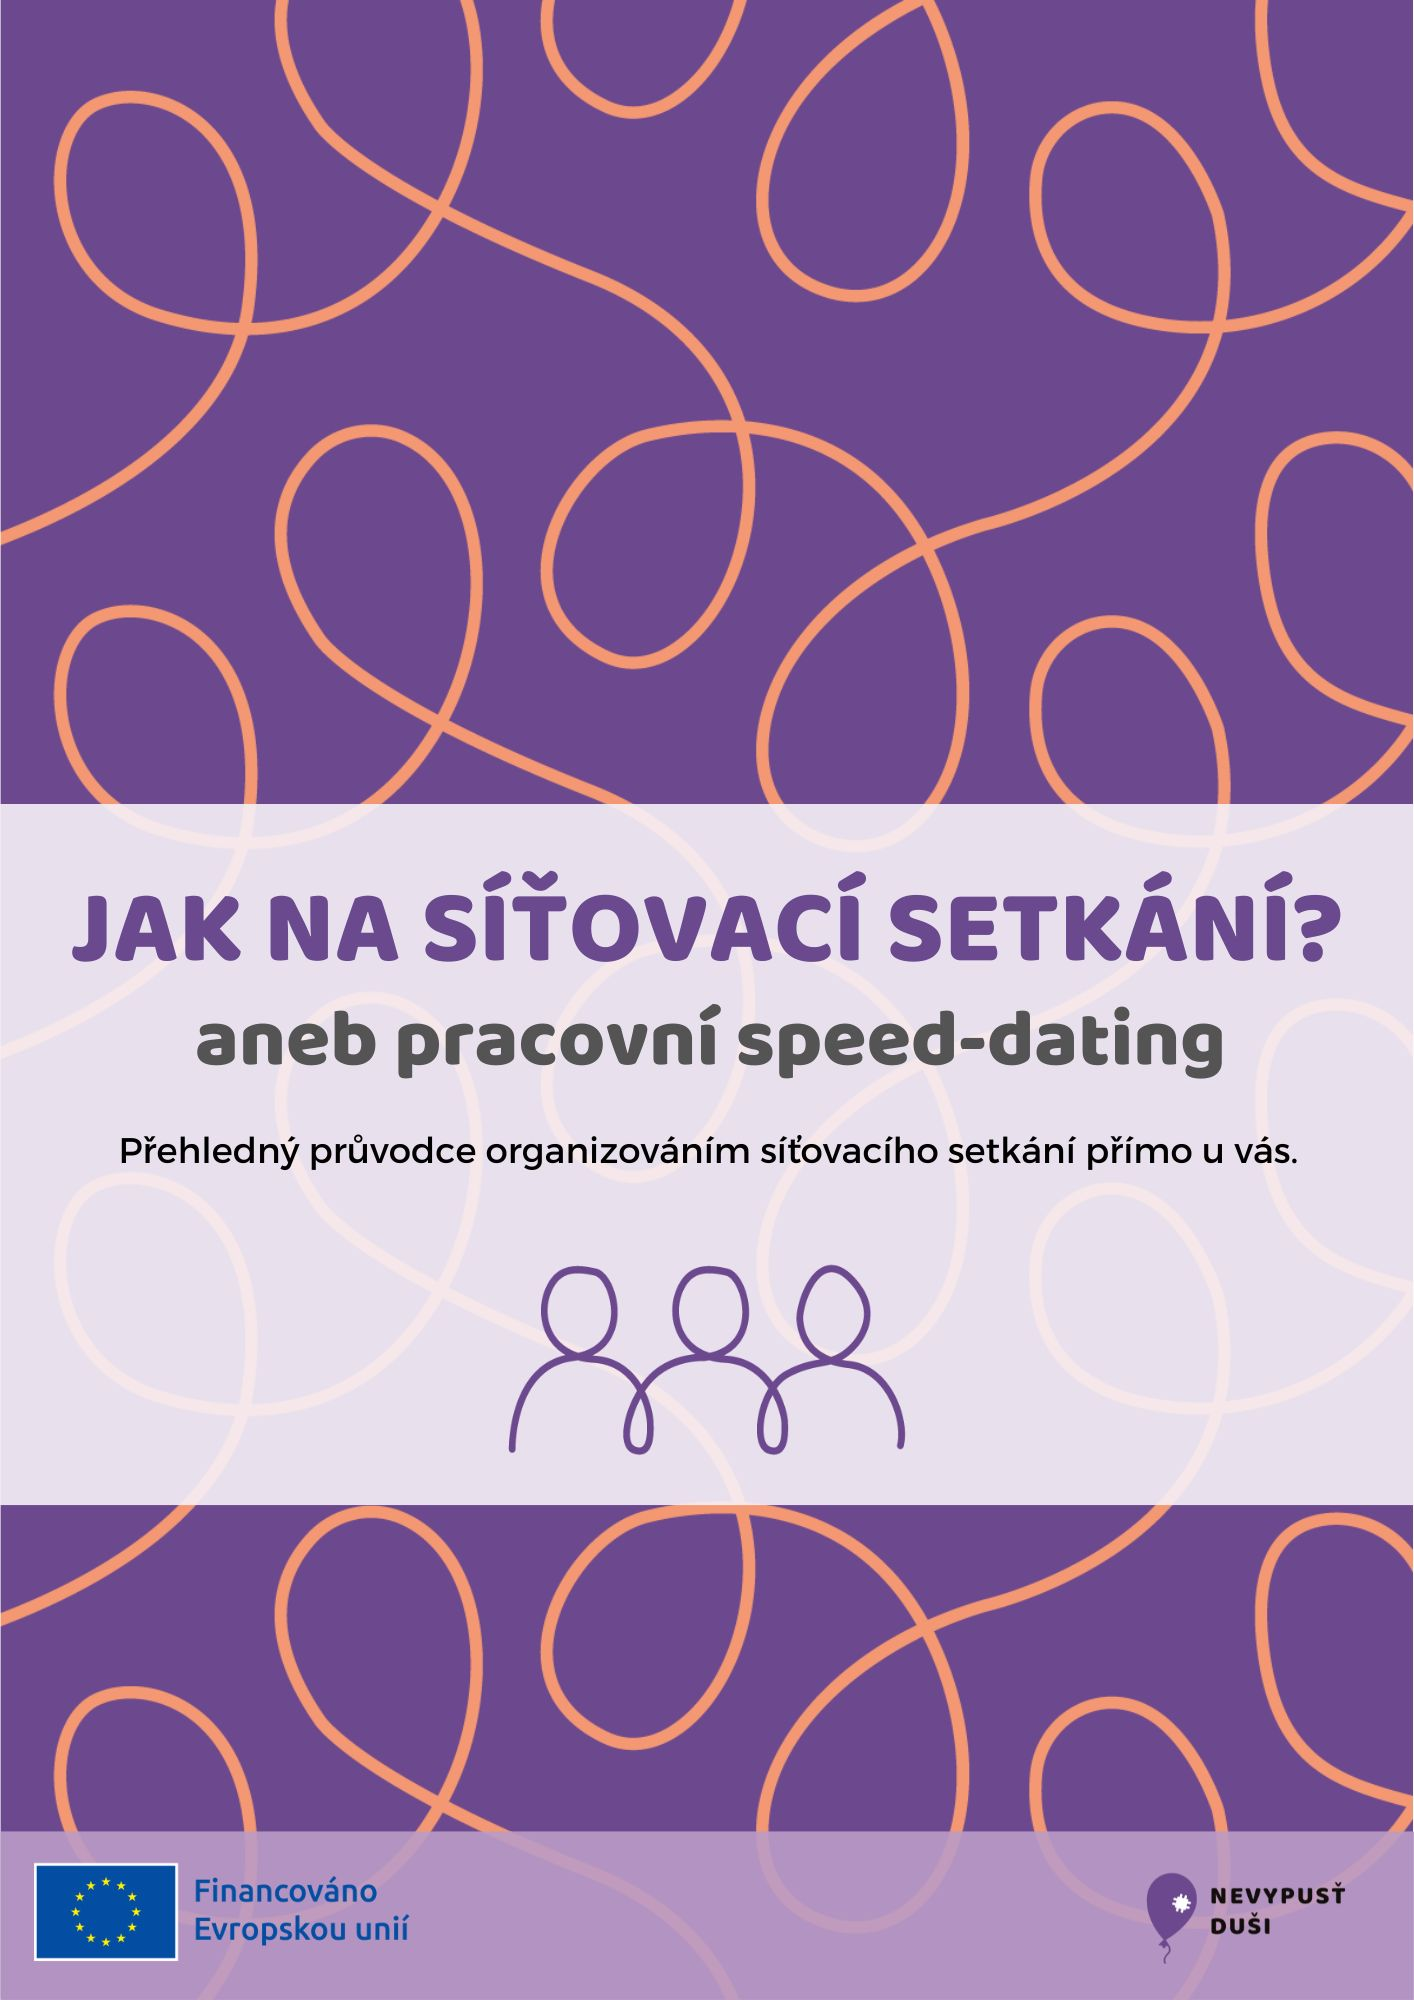 JAK NA SÍŤOVACÍ SETKÁNÍ?
aneb pracovní speed-dating
Přehledný průvodce organizováním síťovacího setkání přímo u vás.
Financováno
Evropskou unií
NEVYPUSŤ
DUŠI